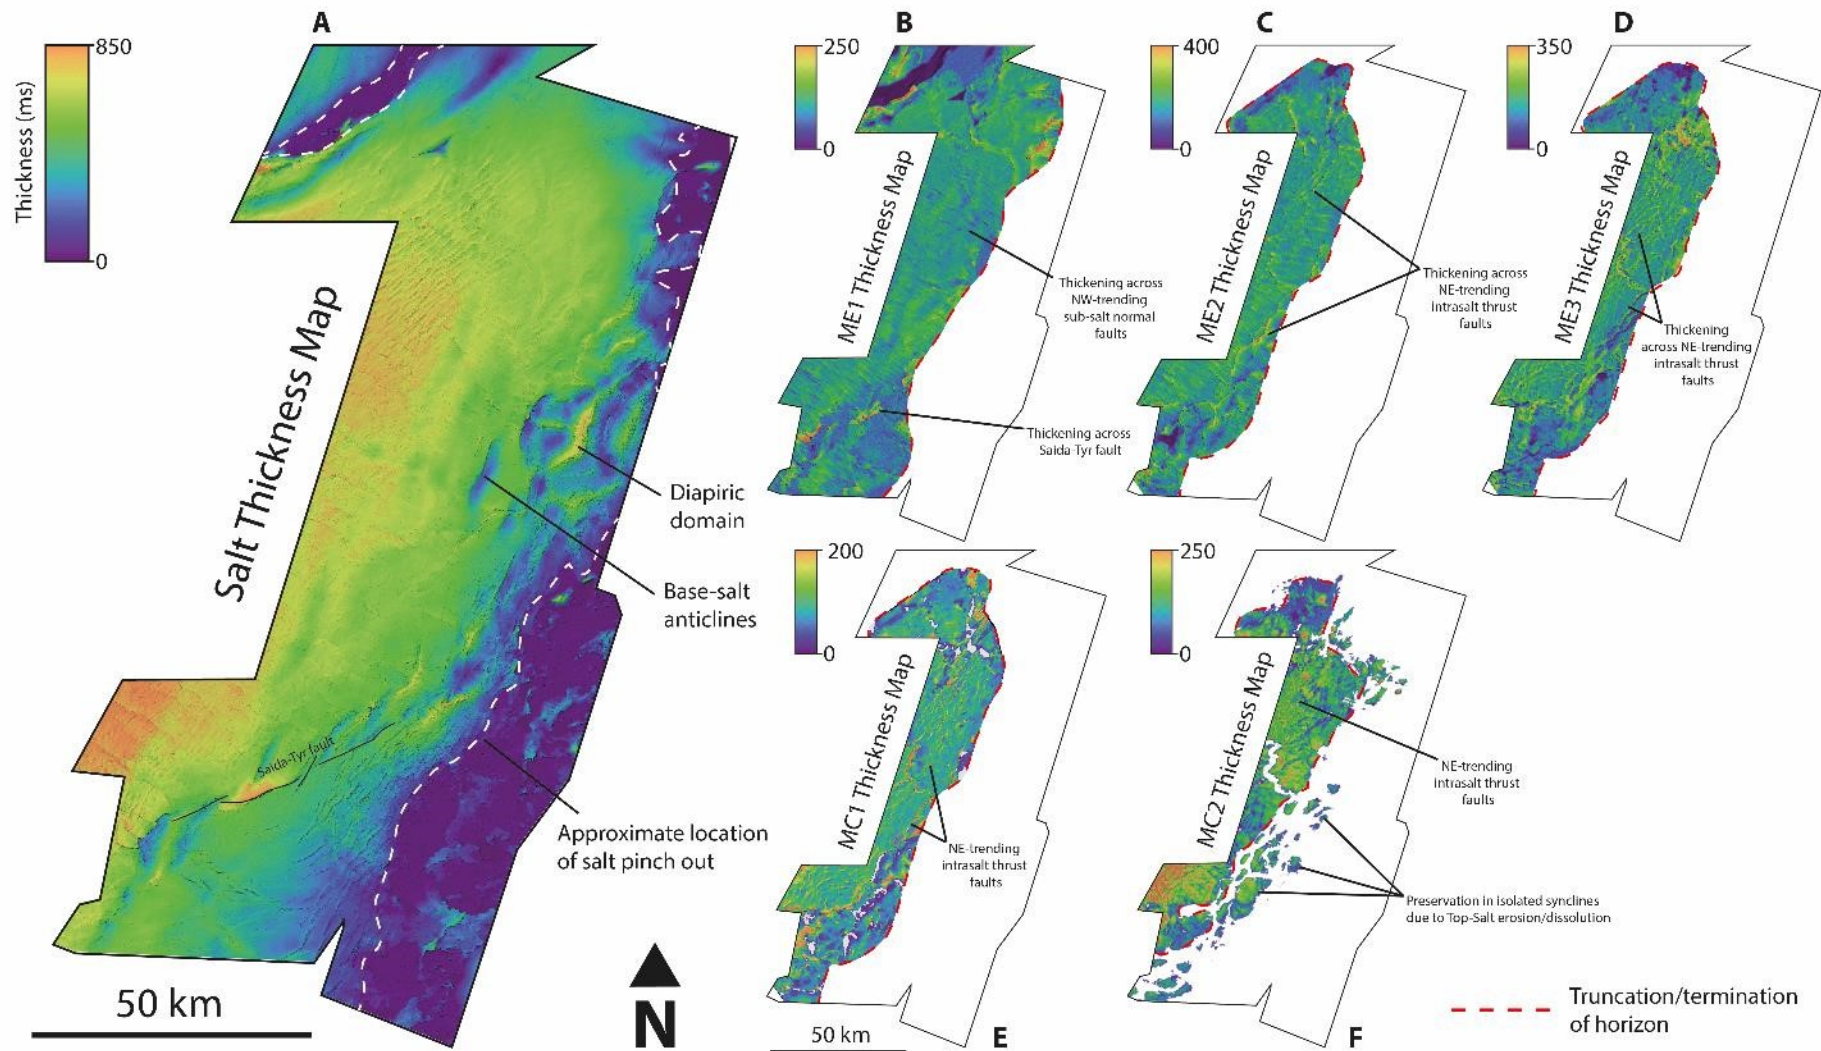 A
850
Thickness (ms)
0
Salt Thickness Map
Diapiric
domain
Base-salt
anticlines
Saida-Tyr fault
Approximate location
of salt pinch out
50 km
N
B
250
0
ME1 Thickness Map
Thickening across
NW-trending
sub-salt normal
faults
Thickening across
Saida-Tyr fault
C
400
0
ME2 Thickness Map
Thickening across
NE-trending
intrasalt thrust
faults
D
350
0
ME3 Thickness Map
Thickening
across NE-trending
intrasalt thrust
faults
200
0
MC1 Thickness Map
NE-trending
intrasalt thrust
faults
50 km
E
250
0
MC2 Thickness Map
NE-trending
intrasalt thrust
faults
Preservation in isolated synclines
due to Top-Salt erosion/dissolution
F
Truncation/termination
of horizon